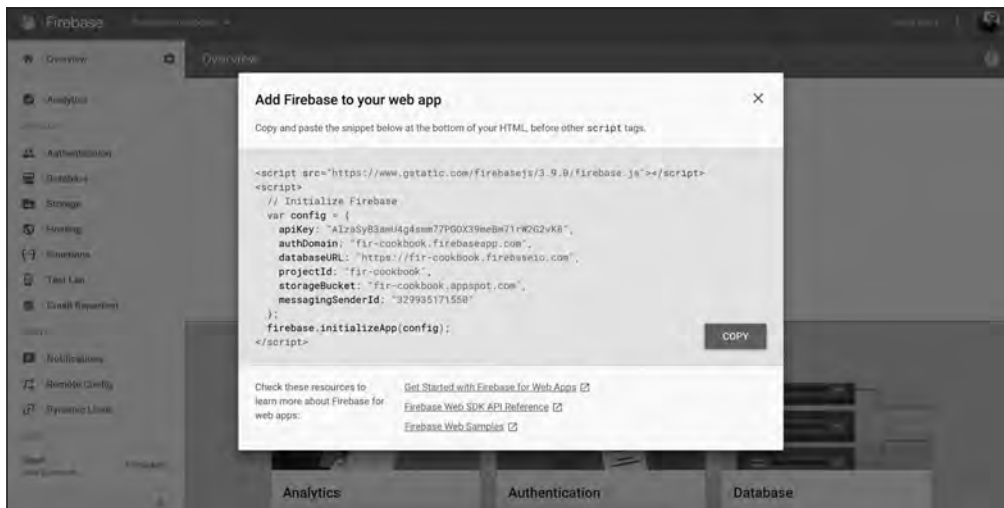 Firebase
Overview
Overview
Analytics
Authentication
Database
Storage
Hosting
Functions
Test Lab
Crash Reporting
Notifications
Remote Config
Dynamic Links
Add Firebase to your web app
Copy and paste the snippet below at the bottom of your HTML, before other script tags.
<script src="https://www.gstatic.com/firebasejs/3.9.0/firebase.js"></script>
<script>
// Initialize Firebase
var config = {
apiKey:
authDomain: "fir-cookbook.firebaseapp.com",
databaseURL: "https://fir-cookbook.firebaseio.com",
projectId: "fir-cookbook",
storageBucket: "fir-cookbook.appspot.com",
messagingSenderId: "329935171550"
};
firebase.initializeApp(config);
</script>
COPY
Check these resources to
learn more about Firebase for
web apps:
Get Started with Firebase for Web Apps
Firebase Web SDK API Reference
Firebase Web Samples
Analytics
Authentication
Database